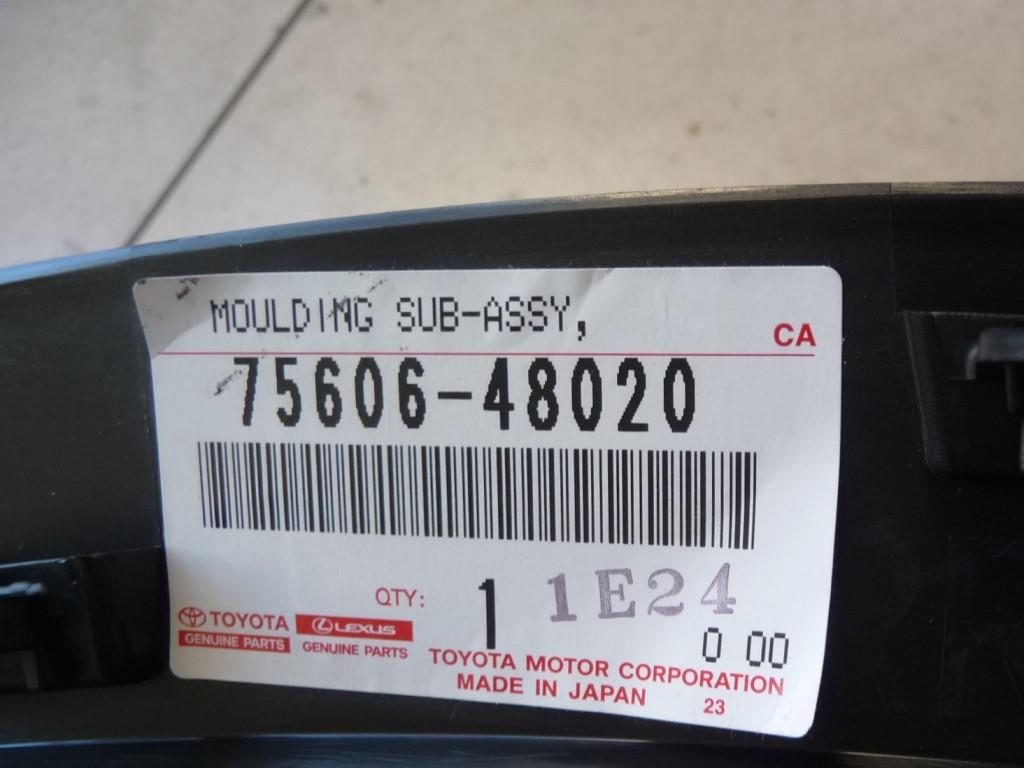 MOULDING SUB-ASSY,
CA
75606-48020
QTY: 1 1E24
TOYOTA
GENUINE PARTS
LEXUS
GENUINE PARTS
0 00
TOYOTA MOTOR CORPORATION
MADE IN JAPAN 23